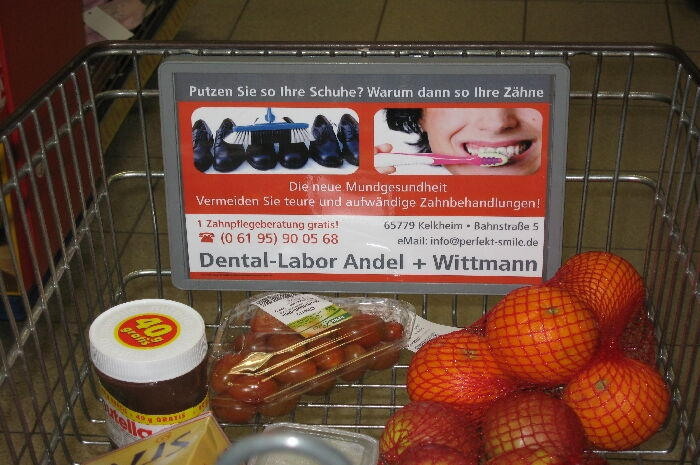 Putzen Sie so Ihre Schuhe? Warum dann so Ihre Zähne
Die neue Mundgesundheit
Vermeiden Sie teure und aufwändige Zahnbehandlungen!
1 Zahnpflegeberatung gratis!
☎ (0 61 95) 90 05 68
65779 Kelkheim • Bahnstraße 5
eMail: info@perfekt-smile.de
Dental-Labor Andel + Wittmann
40g
gratis
GRATIS
nutella